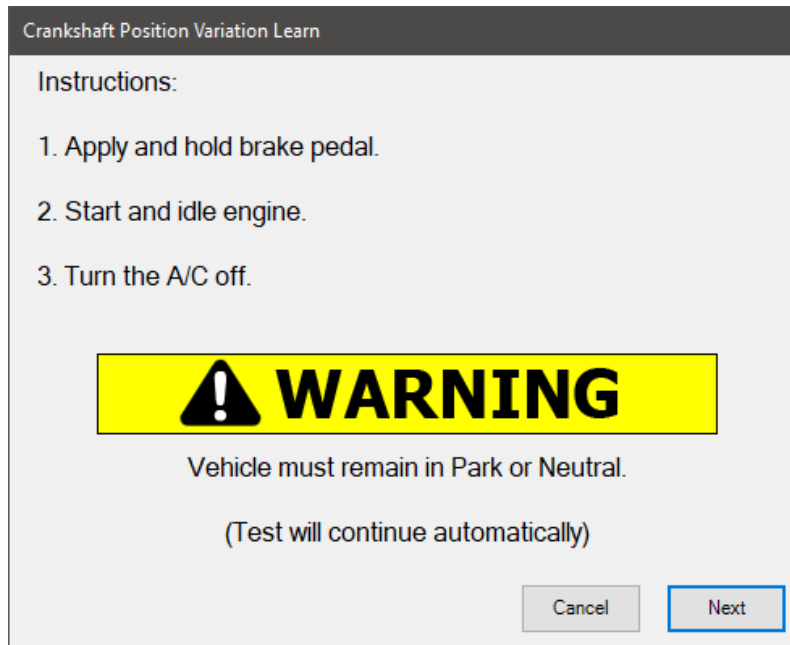 Crankshaft Position Variation Learn
Instructions:
1. Apply and hold brake pedal.
2. Start and idle engine.
3. Turn the A/C off.
WARNING
Vehicle must remain in Park or Neutral.
(Test will continue automatically)
Cancel Next